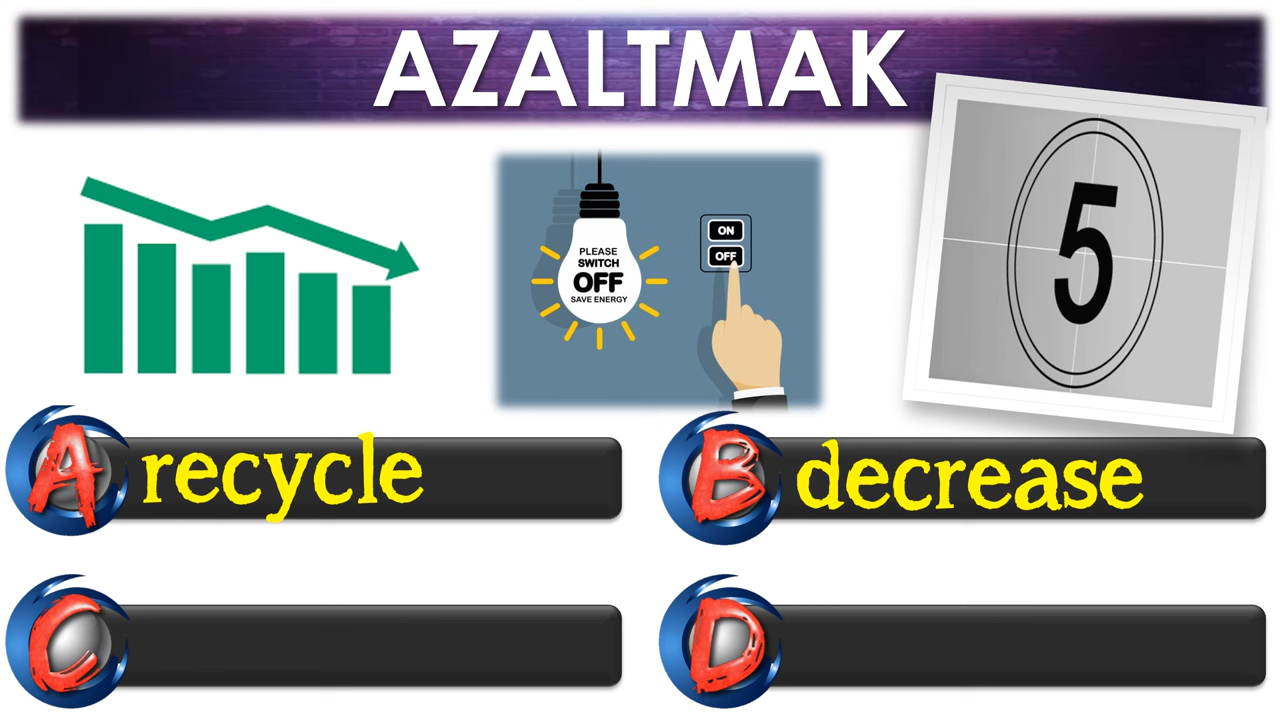 AZALTMAK
PLEASE
SWITCH
OFF
SAVE ENERGY
ON
OFF
5
A recycle
B decrease
C
D